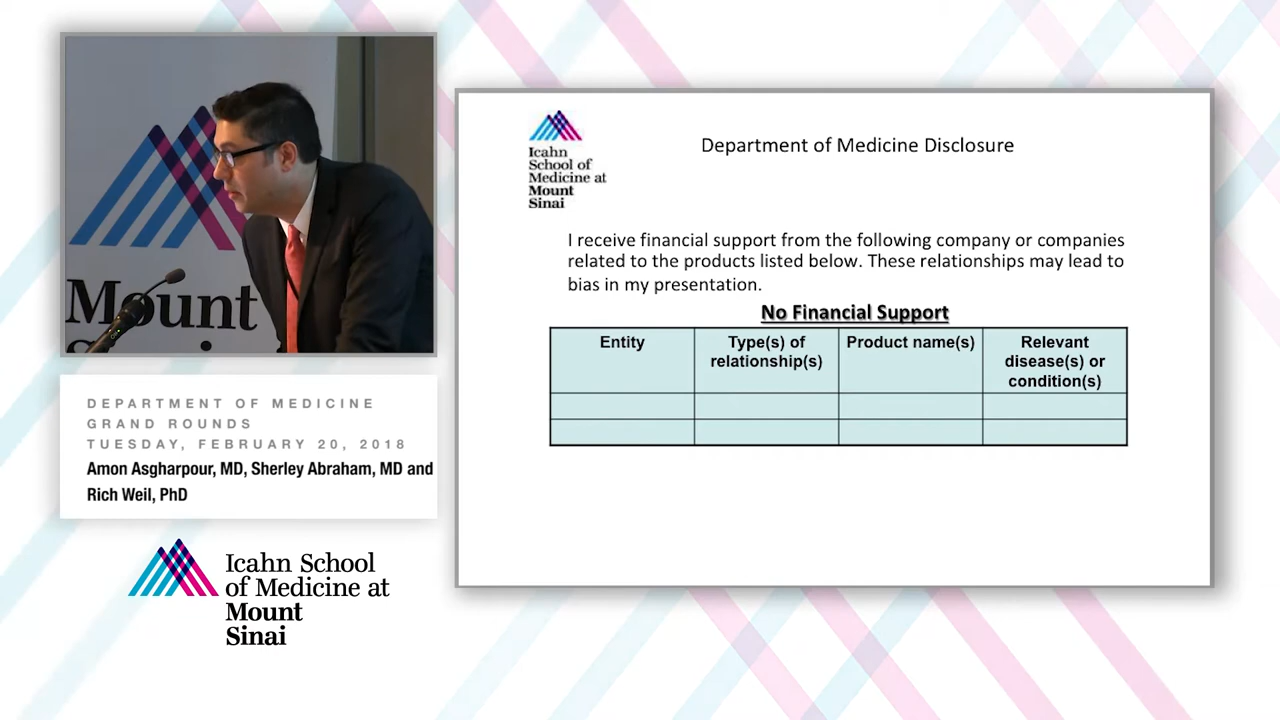 Mount
DEPARTMENT OF MEDICINE
GRAND ROUNDS
TUESDAY, FEBRUARY 20, 2018
Amon Asgharpour, MD, Sherley Abraham, MD and
Rich Weil, PhD
Icahn School
of Medicine at
Mount
Sinai
Icahn
School of
Medicine at
Mount
Sinai
Department of Medicine Disclosure
I receive financial support from the following company or companies
related to the products listed below. These relationships may lead to
bias in my presentation.
No Financial Support
Entity
Type(s) of
relationship(s)
Product name(s)
Relevant
disease(s) or
condition(s)